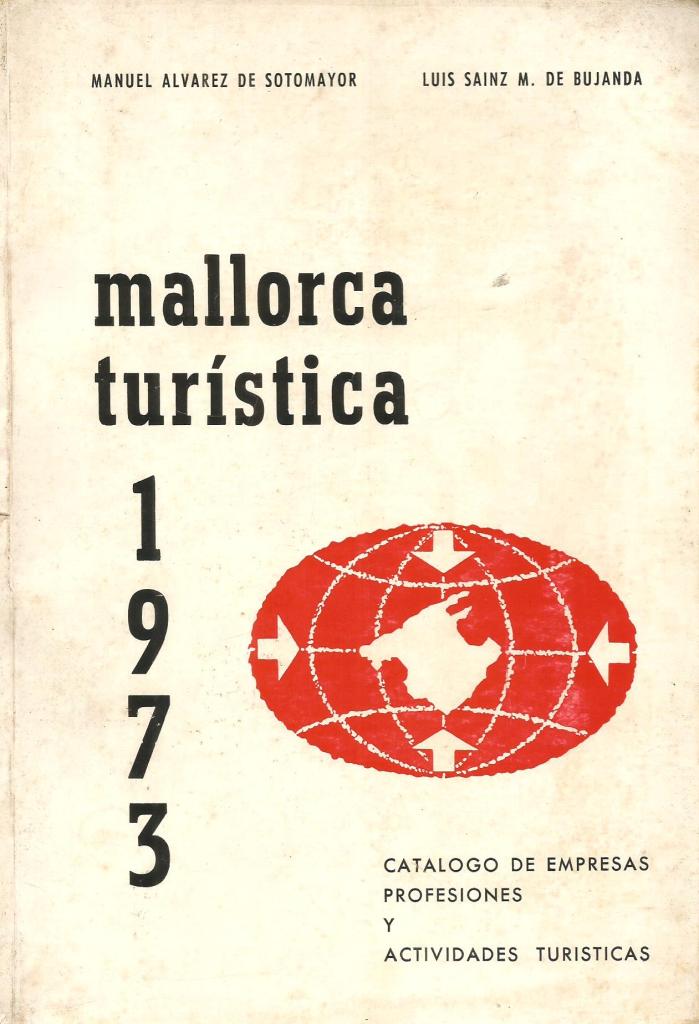 MANUEL ALVAREZ DE SOTOMAYOR
LUIS SAINZ M. DE BUJANDA
mallorca
turística
1
9
7
3
CATALOGO DE EMPRESAS
PROFESIONES
Y
ACTIVIDADES TURISTICAS